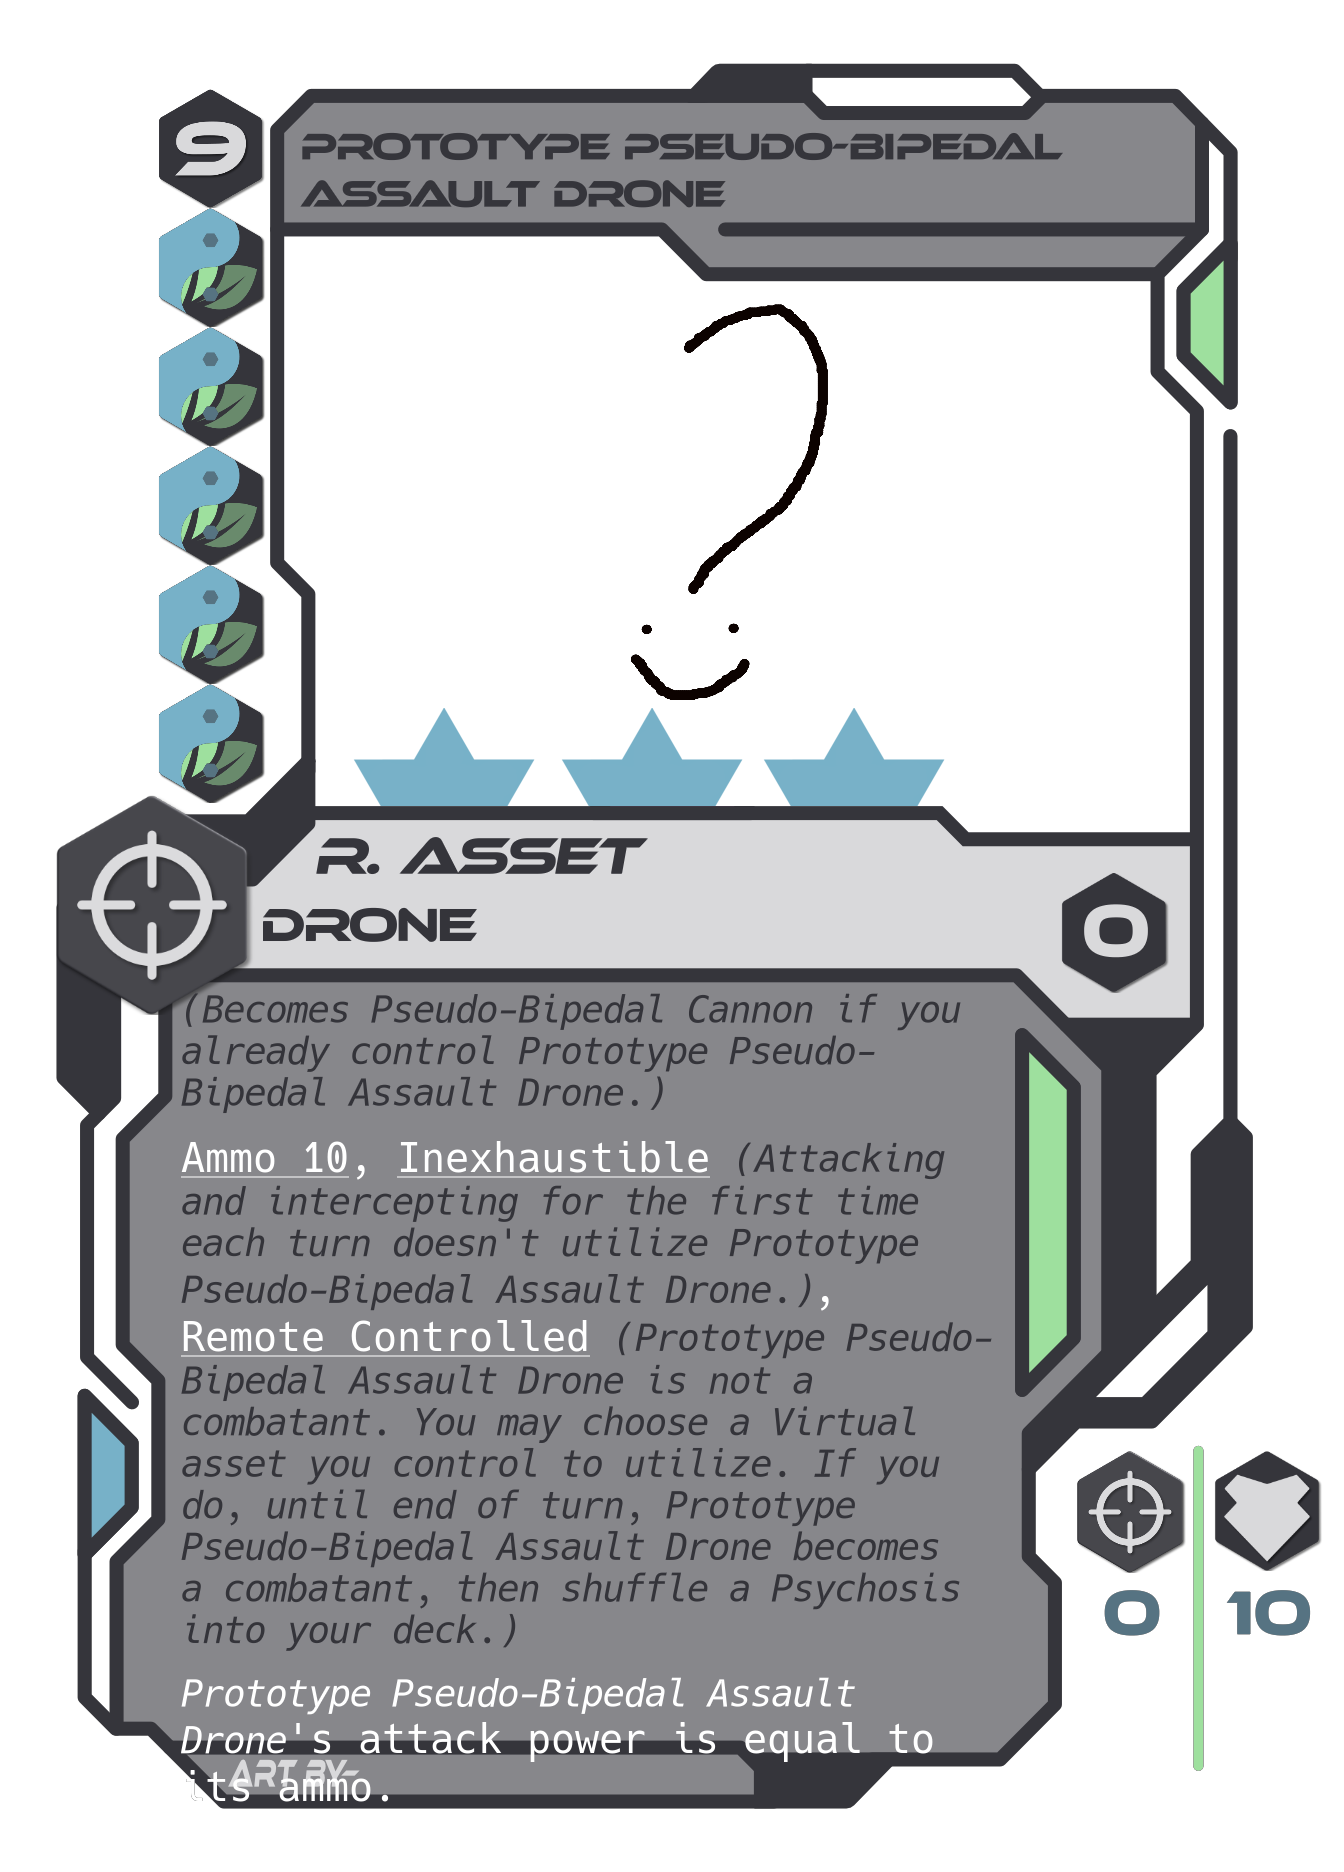 9
PROTOTYPE PSEUDO-BIPEDAL
ASSAULT DRONE
?
R. ASSET
DRONE
0
(Becomes Pseudo-Bipedal Cannon if you
already control Prototype Pseudo-
Bipedal Assault Drone.)
Ammo 10, Inexhaustible (Attacking
and intercepting for the first time
each turn doesn't utilize Prototype
Pseudo-Bipedal Assault Drone.),
Remote Controlled (Prototype Pseudo-
Bipedal Assault Drone is not a
combatant. You may choose a Virtual
asset you control to utilize. If you
do, until end of turn, Prototype
Pseudo-Bipedal Assault Drone becomes
a combatant, then shuffle a Psychosis
into your deck.)
Prototype Pseudo-Bipedal Assault
Drone's attack power is equal to
its ammo.
ART BY-
0
10